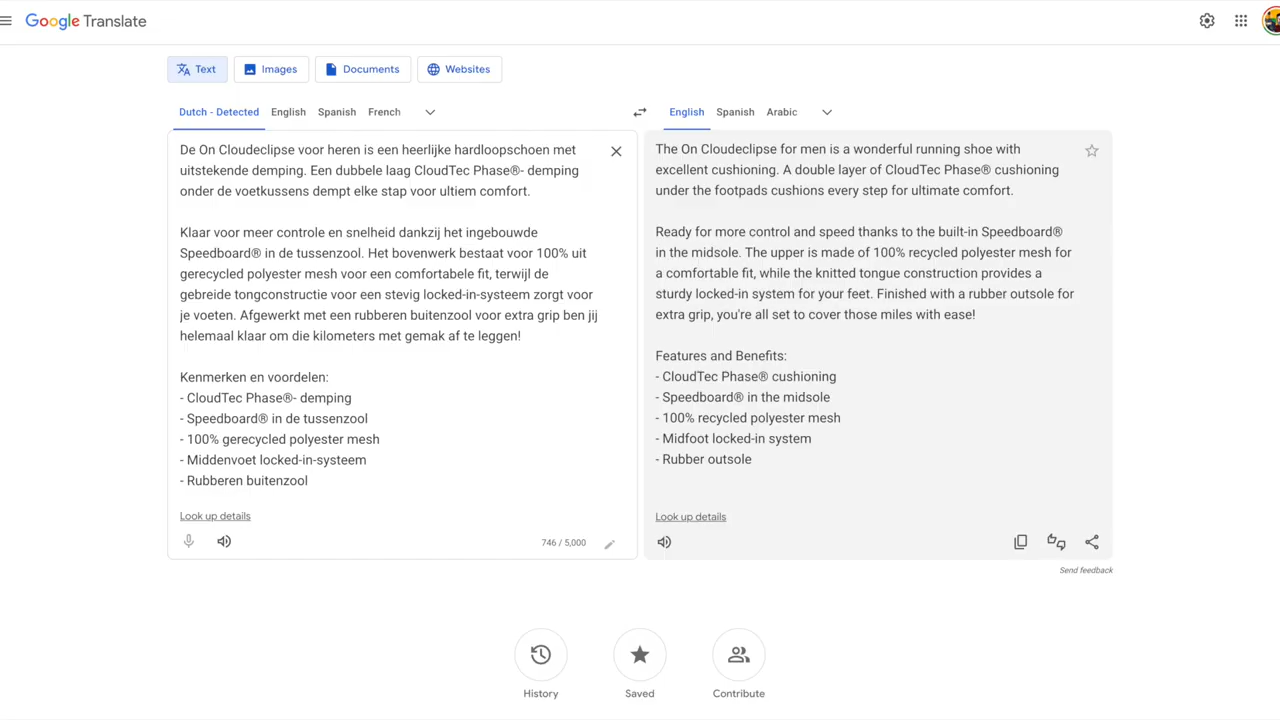 Google Translate
Text Images Documents Websites
Dutch - Detected English Spanish French
English Spanish Arabic
De On Cloudeclipse voor heren is een heerlijke hardloopschoen met
uitstekende demping. Een dubbele laag CloudTec Phase®- demping
onder de voetkussens dempt elke stap voor ultiem comfort.
Klaar voor meer controle en snelheid dankzij het ingebouwde
Speedboard® in de tussenzool. Het bovenwerk bestaat voor 100% uit
gerecycled polyester mesh voor een comfortabele fit, terwijl de
gebreide tongconstructie voor een stevig locked-in-systeem zorgt voor
je voeten. Afgewerkt met een rubberen buitenzool voor extra grip ben jij
helemaal klaar om die kilometers met gemak af te leggen!
Kenmerken en voordelen:
- CloudTec Phase®- demping
- Speedboard® in de tussenzool
- 100% gerecycled polyester mesh
- Middenvoet locked-in-systeem
- Rubberen buitenzool
Look up details
746 / 5,000
The On Cloudeclipse for men is a wonderful running shoe with
excellent cushioning. A double layer of CloudTec Phase® cushioning
under the footpads cushions every step for ultimate comfort.
Ready for more control and speed thanks to the built-in Speedboard®
in the midsole. The upper is made of 100% recycled polyester mesh for
a comfortable fit, while the knitted tongue construction provides a
sturdy locked-in system for your feet. Finished with a rubber outsole for
extra grip, you're all set to cover those miles with ease!
Features and Benefits:
- CloudTec Phase® cushioning
- Speedboard® in the midsole
- 100% recycled polyester mesh
- Midfoot locked-in system
- Rubber outsole
Look up details
Send feedback
History Saved Contribute